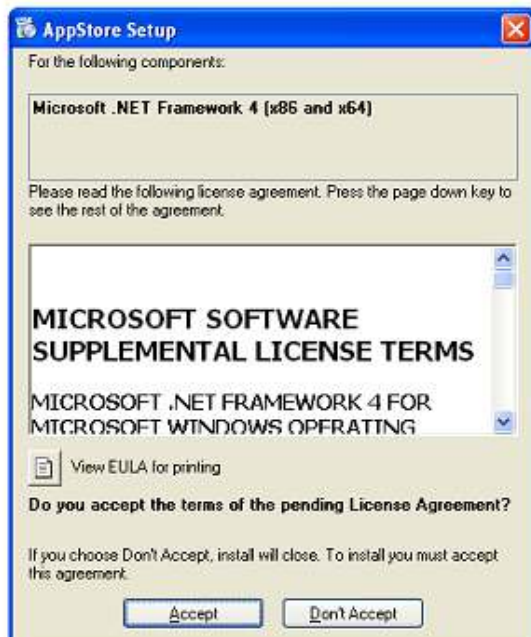 AppStore Setup
For the following components:
Microsoft .NET Framework 4 (x86 and x64)
Please read the following license agreement. Press the page down key to
see the rest of the agreement.
MICROSOFT SOFTWARE
SUPPLEMENTAL LICENSE TERMS
MICROSOFT .NET FRAMEWORK 4 FOR
MICROSOFT WINDOWS OPERATING
View EULA for printing
Do you accept the terms of the pending License Agreement?
If you choose Don't Accept, install will close. To install you must accept
this agreement.
Accept
Don't Accept